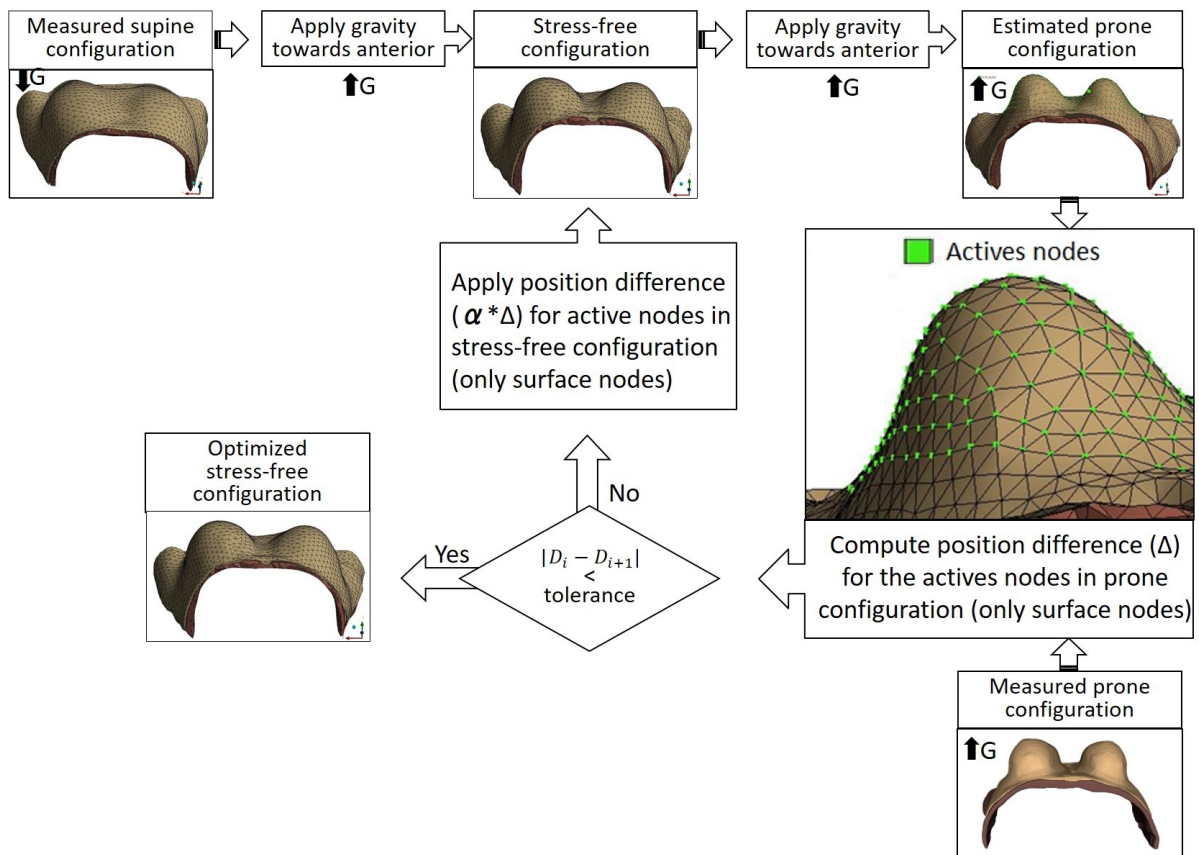 Measured supine
configuration
G
Apply gravity
towards anterior
G
Stress-free
configuration
Apply gravity
towards anterior
G
Estimated prone
configuration
G
Actives nodes
Apply position difference
( α *Δ) for active nodes in
stress-free configuration
(only surface nodes)
Compute position difference (Δ)
for the actives nodes in prone
configuration (only surface nodes)
No
|D_i − D_{i+1}|
<
tolerance
Yes
Optimized
stress-free
configuration
Measured prone
configuration
G